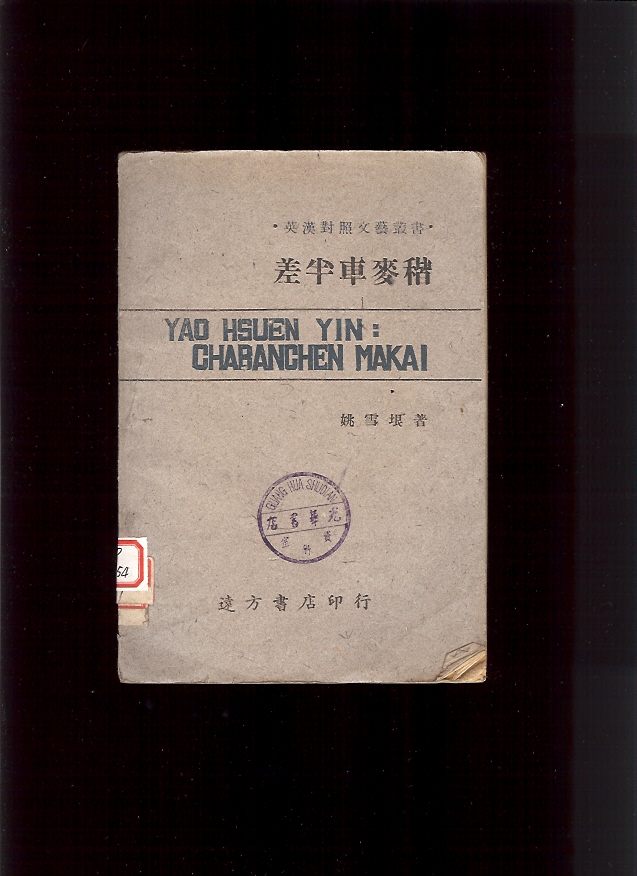 ·英漢對照文藝叢書·
差半車麥稭
YAO HSUEN YIN:
CHABANCHEN MAKAI
姚雪垠著
GUANG HUA SHUDIAN
光華書店
遠方書店印行
54